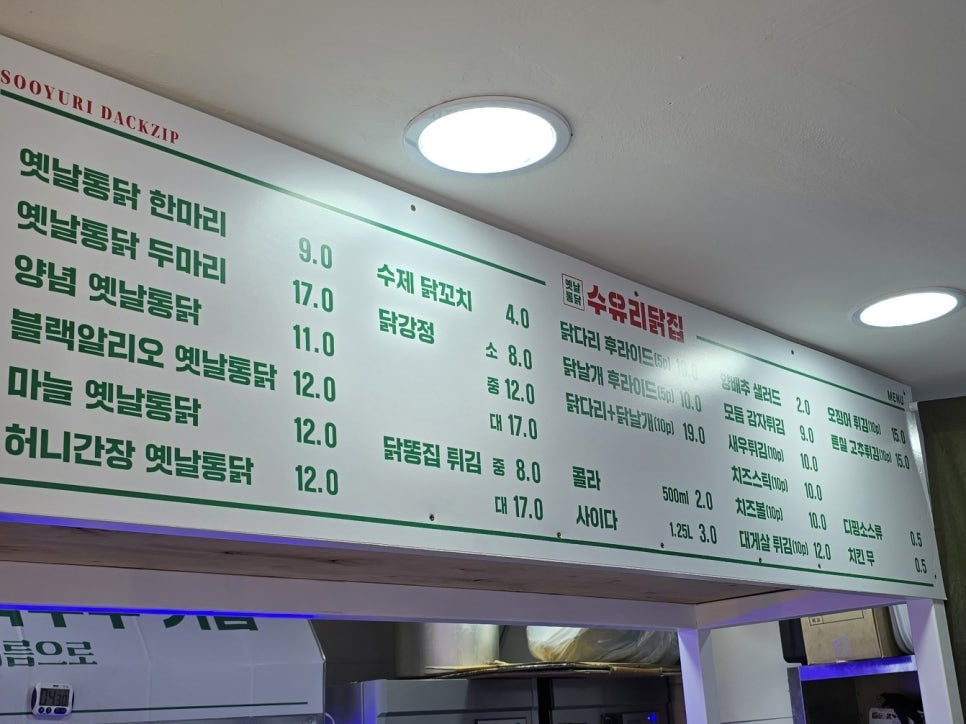 SOOYURI DACKZIP
옛날통닭 한마리 9.0
옛날통닭 두마리 17.0
양념 옛날통닭 11.0
블랙알리오 옛날통닭 12.0
마늘 옛날통닭 12.0
허니간장 옛날통닭 12.0
수제 닭꼬치 4.0
닭강정 소 8.0
중 12.0
대 17.0
닭똥집 튀김 중 8.0
대 17.0
옛날
통닭
수유리닭집
MENU
닭다리 후라이드(5p) 10.0
닭날개 후라이드(5p) 10.0
닭다리+닭날개(10p) 19.0
콜라 500ml 2.0
사이다 1.25L 3.0
양배추 샐러드 2.0
모듬 감자튀김 9.0
새우튀김(10p) 10.0
치즈스틱(10p) 10.0
치즈볼(10p) 10.0
대게살 튀김(10p) 12.0
오징어 튀김(10p) 15.0
튼실 고추튀김(10p) 15.0
디핑소스류 0.5
치킨 무 0.5
름으로